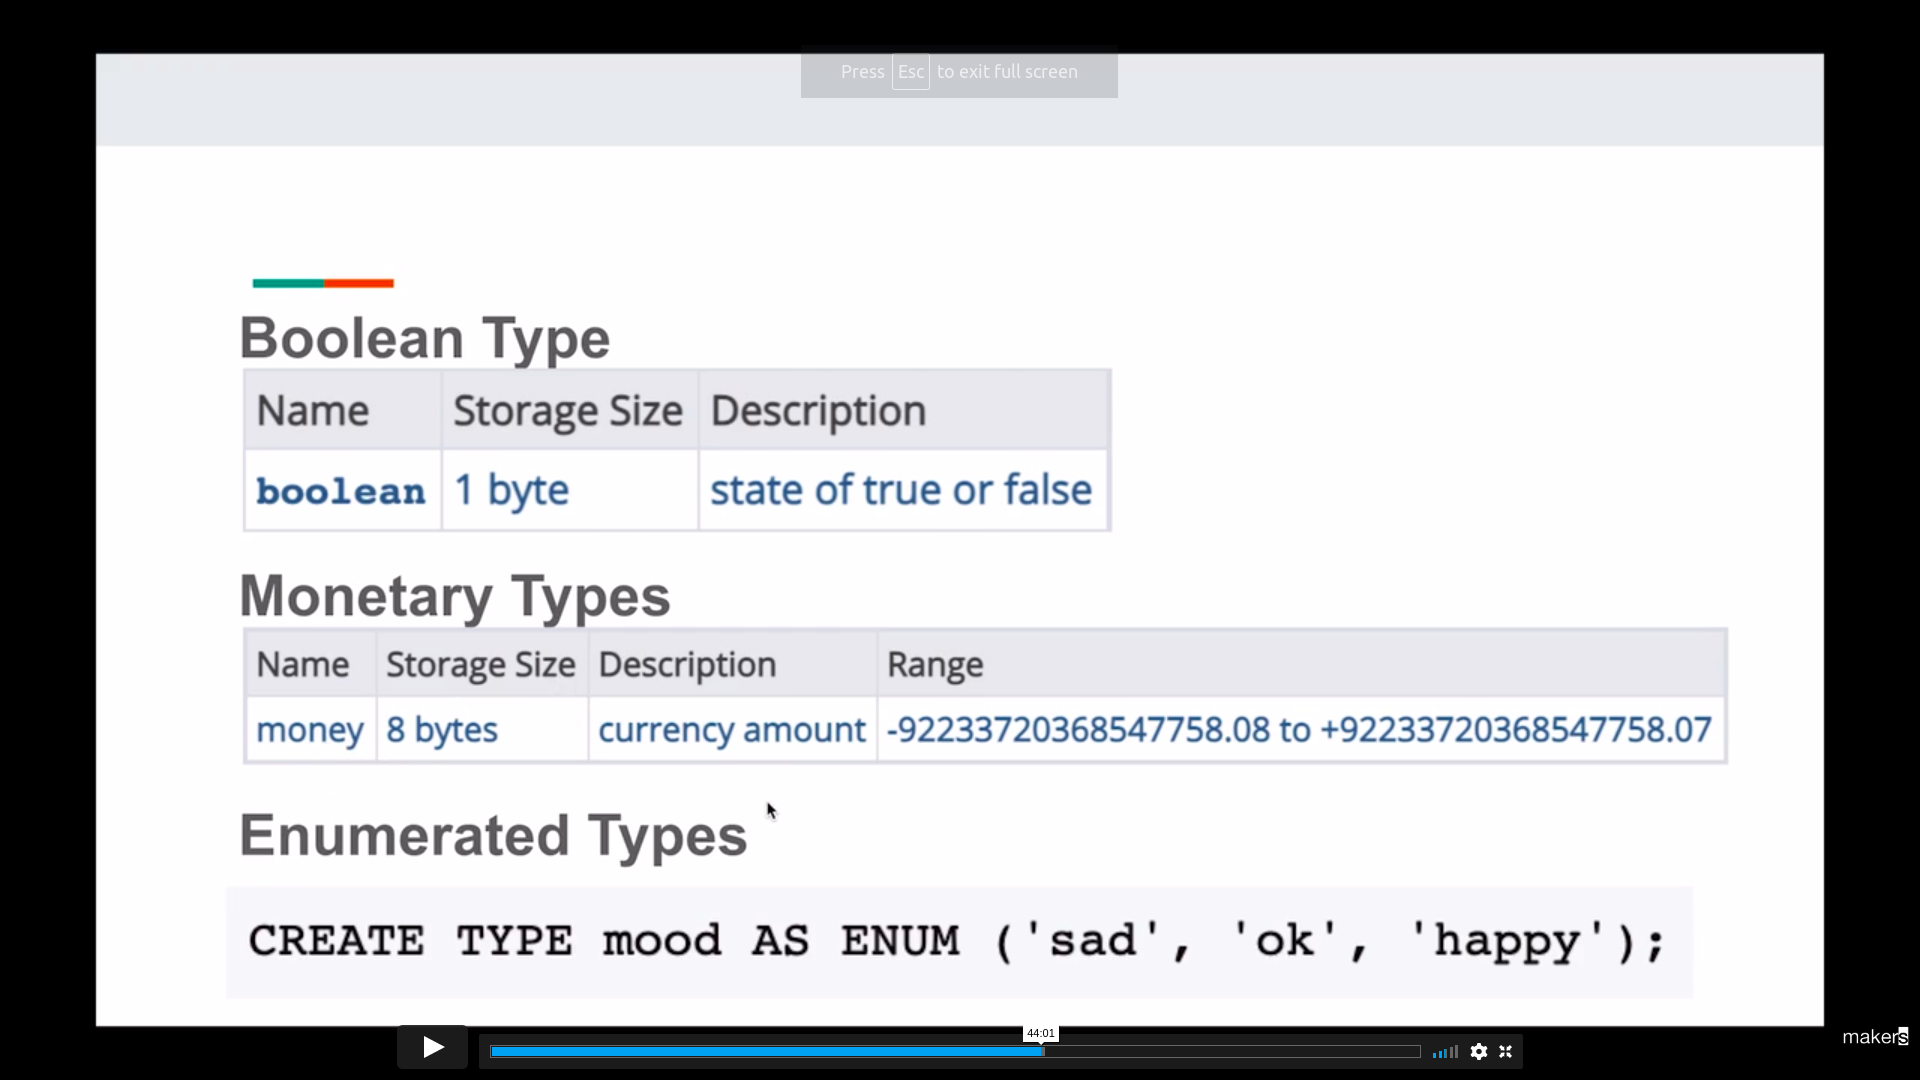 Press Esc to exit full screen
Boolean Type
Name Storage Size Description
boolean 1 byte state of true or false
Monetary Types
Name Storage Size Description Range
money 8 bytes currency amount -92233720368547758.08 to +92233720368547758.07
Enumerated Types
CREATE TYPE mood AS ENUM ('sad', 'ok', 'happy');
44:01
makers